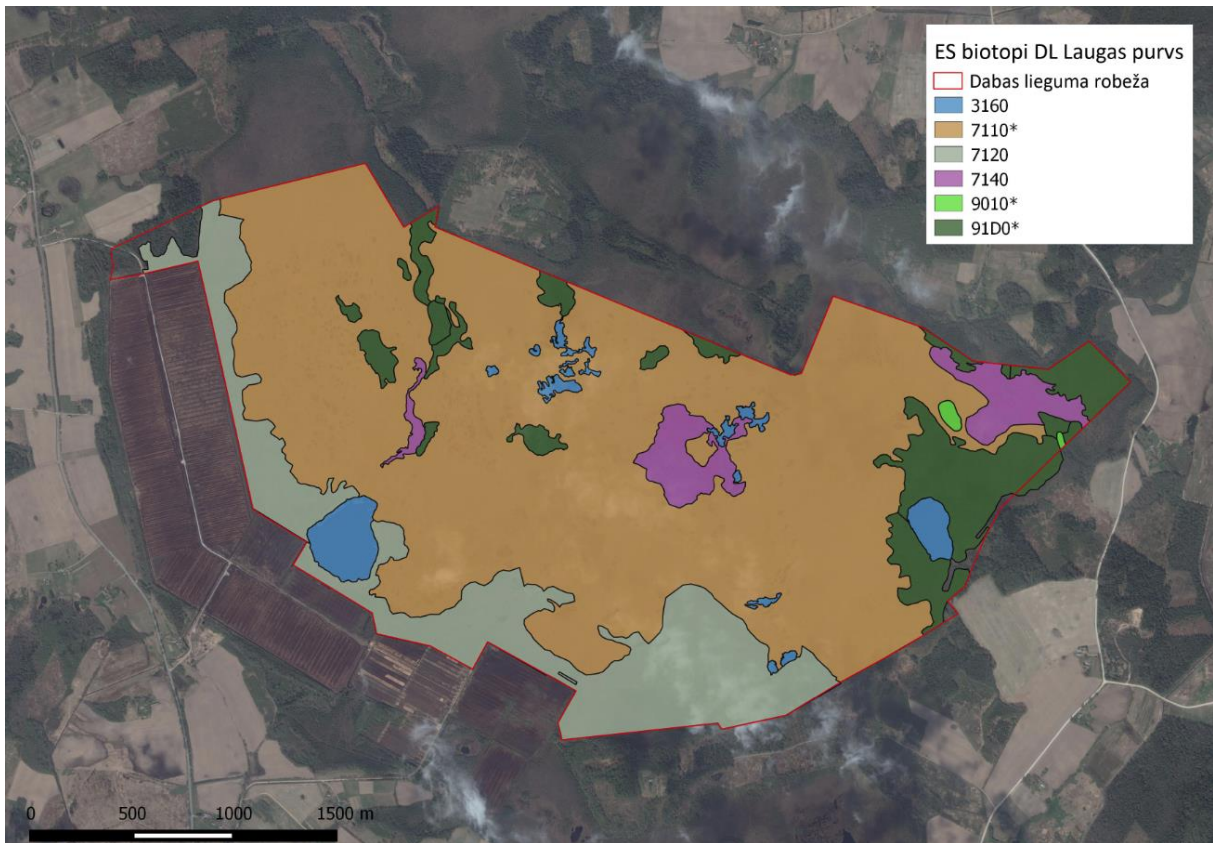 ES biotopi DL Laugas purvs
Dabas lieguma robeža
3160
7110*
7120
7140
9010*
91D0*
0 500 1000 1500 m